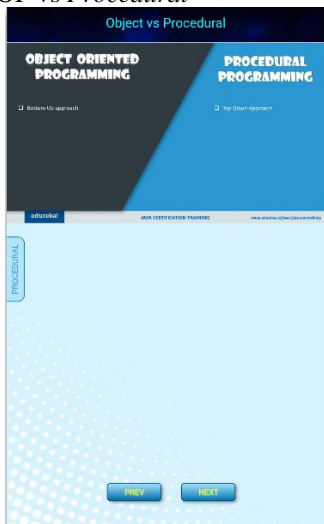 OP vs Procedural
Object vs Procedural
OBJECT ORIENTED
PROGRAMMING
Bottom Up approach
PROCEDURAL
PROGRAMMING
Top Down Approach
edureka!
JAVA CERTIFICATION TRAINING
PROCEDURAL
PREV
NEXT